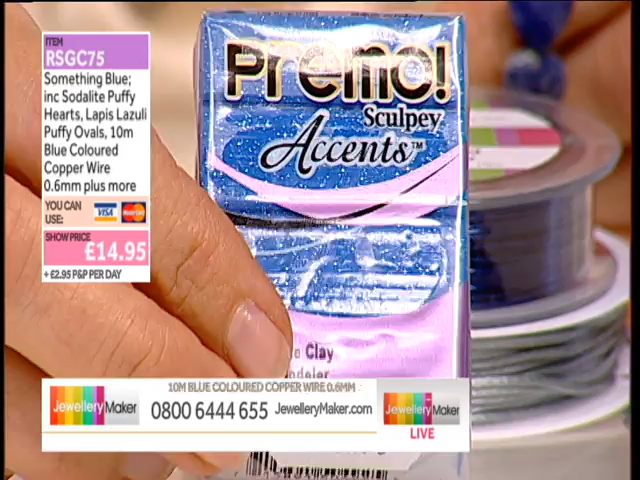 ITEM
RSGC75
Something Blue;
inc Sodalite Puffy
Hearts, Lapis Lazuli
Puffy Ovals, 10m
Blue Coloured
Copper Wire
0.6mm plus more
YOU CAN
USE:
VISA
MasterCard
SHOW PRICE
£14.95
+ £2.95 P&P PER DAY
Premo!
Sculpey
Accents™
Clay
10M BLUE COLOURED COPPER WIRE 0.6MM
JewelleryMaker
0800 6444 655
JewelleryMaker.com
JewelleryMaker
LIVE